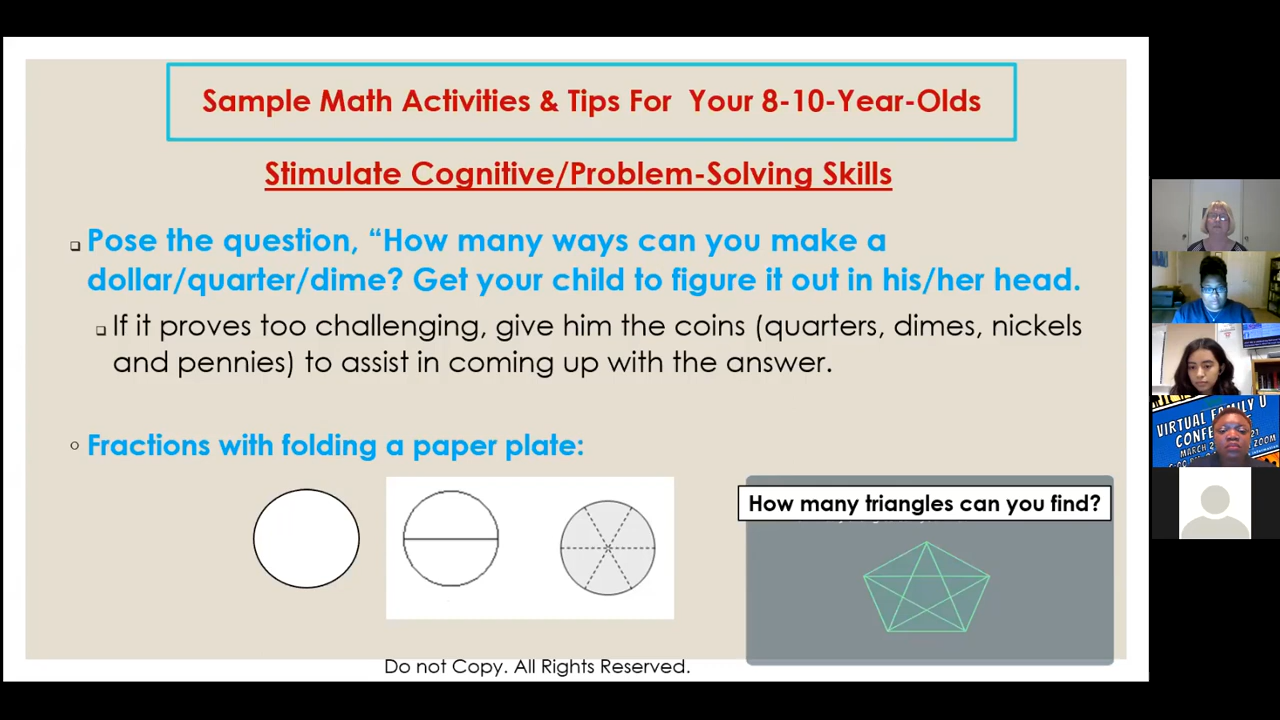 Sample Math Activities & Tips For Your 8-10-Year-Olds
Stimulate Cognitive/Problem-Solving Skills
Pose the question, “How many ways can you make a
dollar/quarter/dime? Get your child to figure it out in his/her head.
If it proves too challenging, give him the coins (quarters, dimes, nickels
and pennies) to assist in coming up with the answer.
Fractions with folding a paper plate:
How many triangles can you find?
Do not Copy. All Rights Reserved.
VIRTUAL FAMILY U